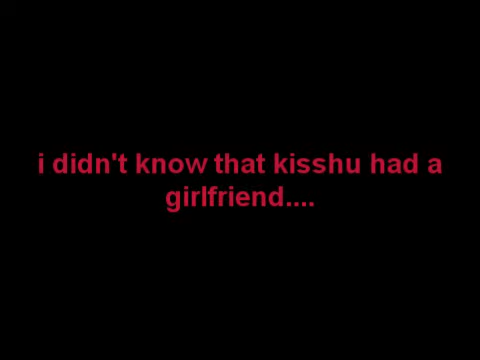 i didn't know that kisshu had a
girlfriend....